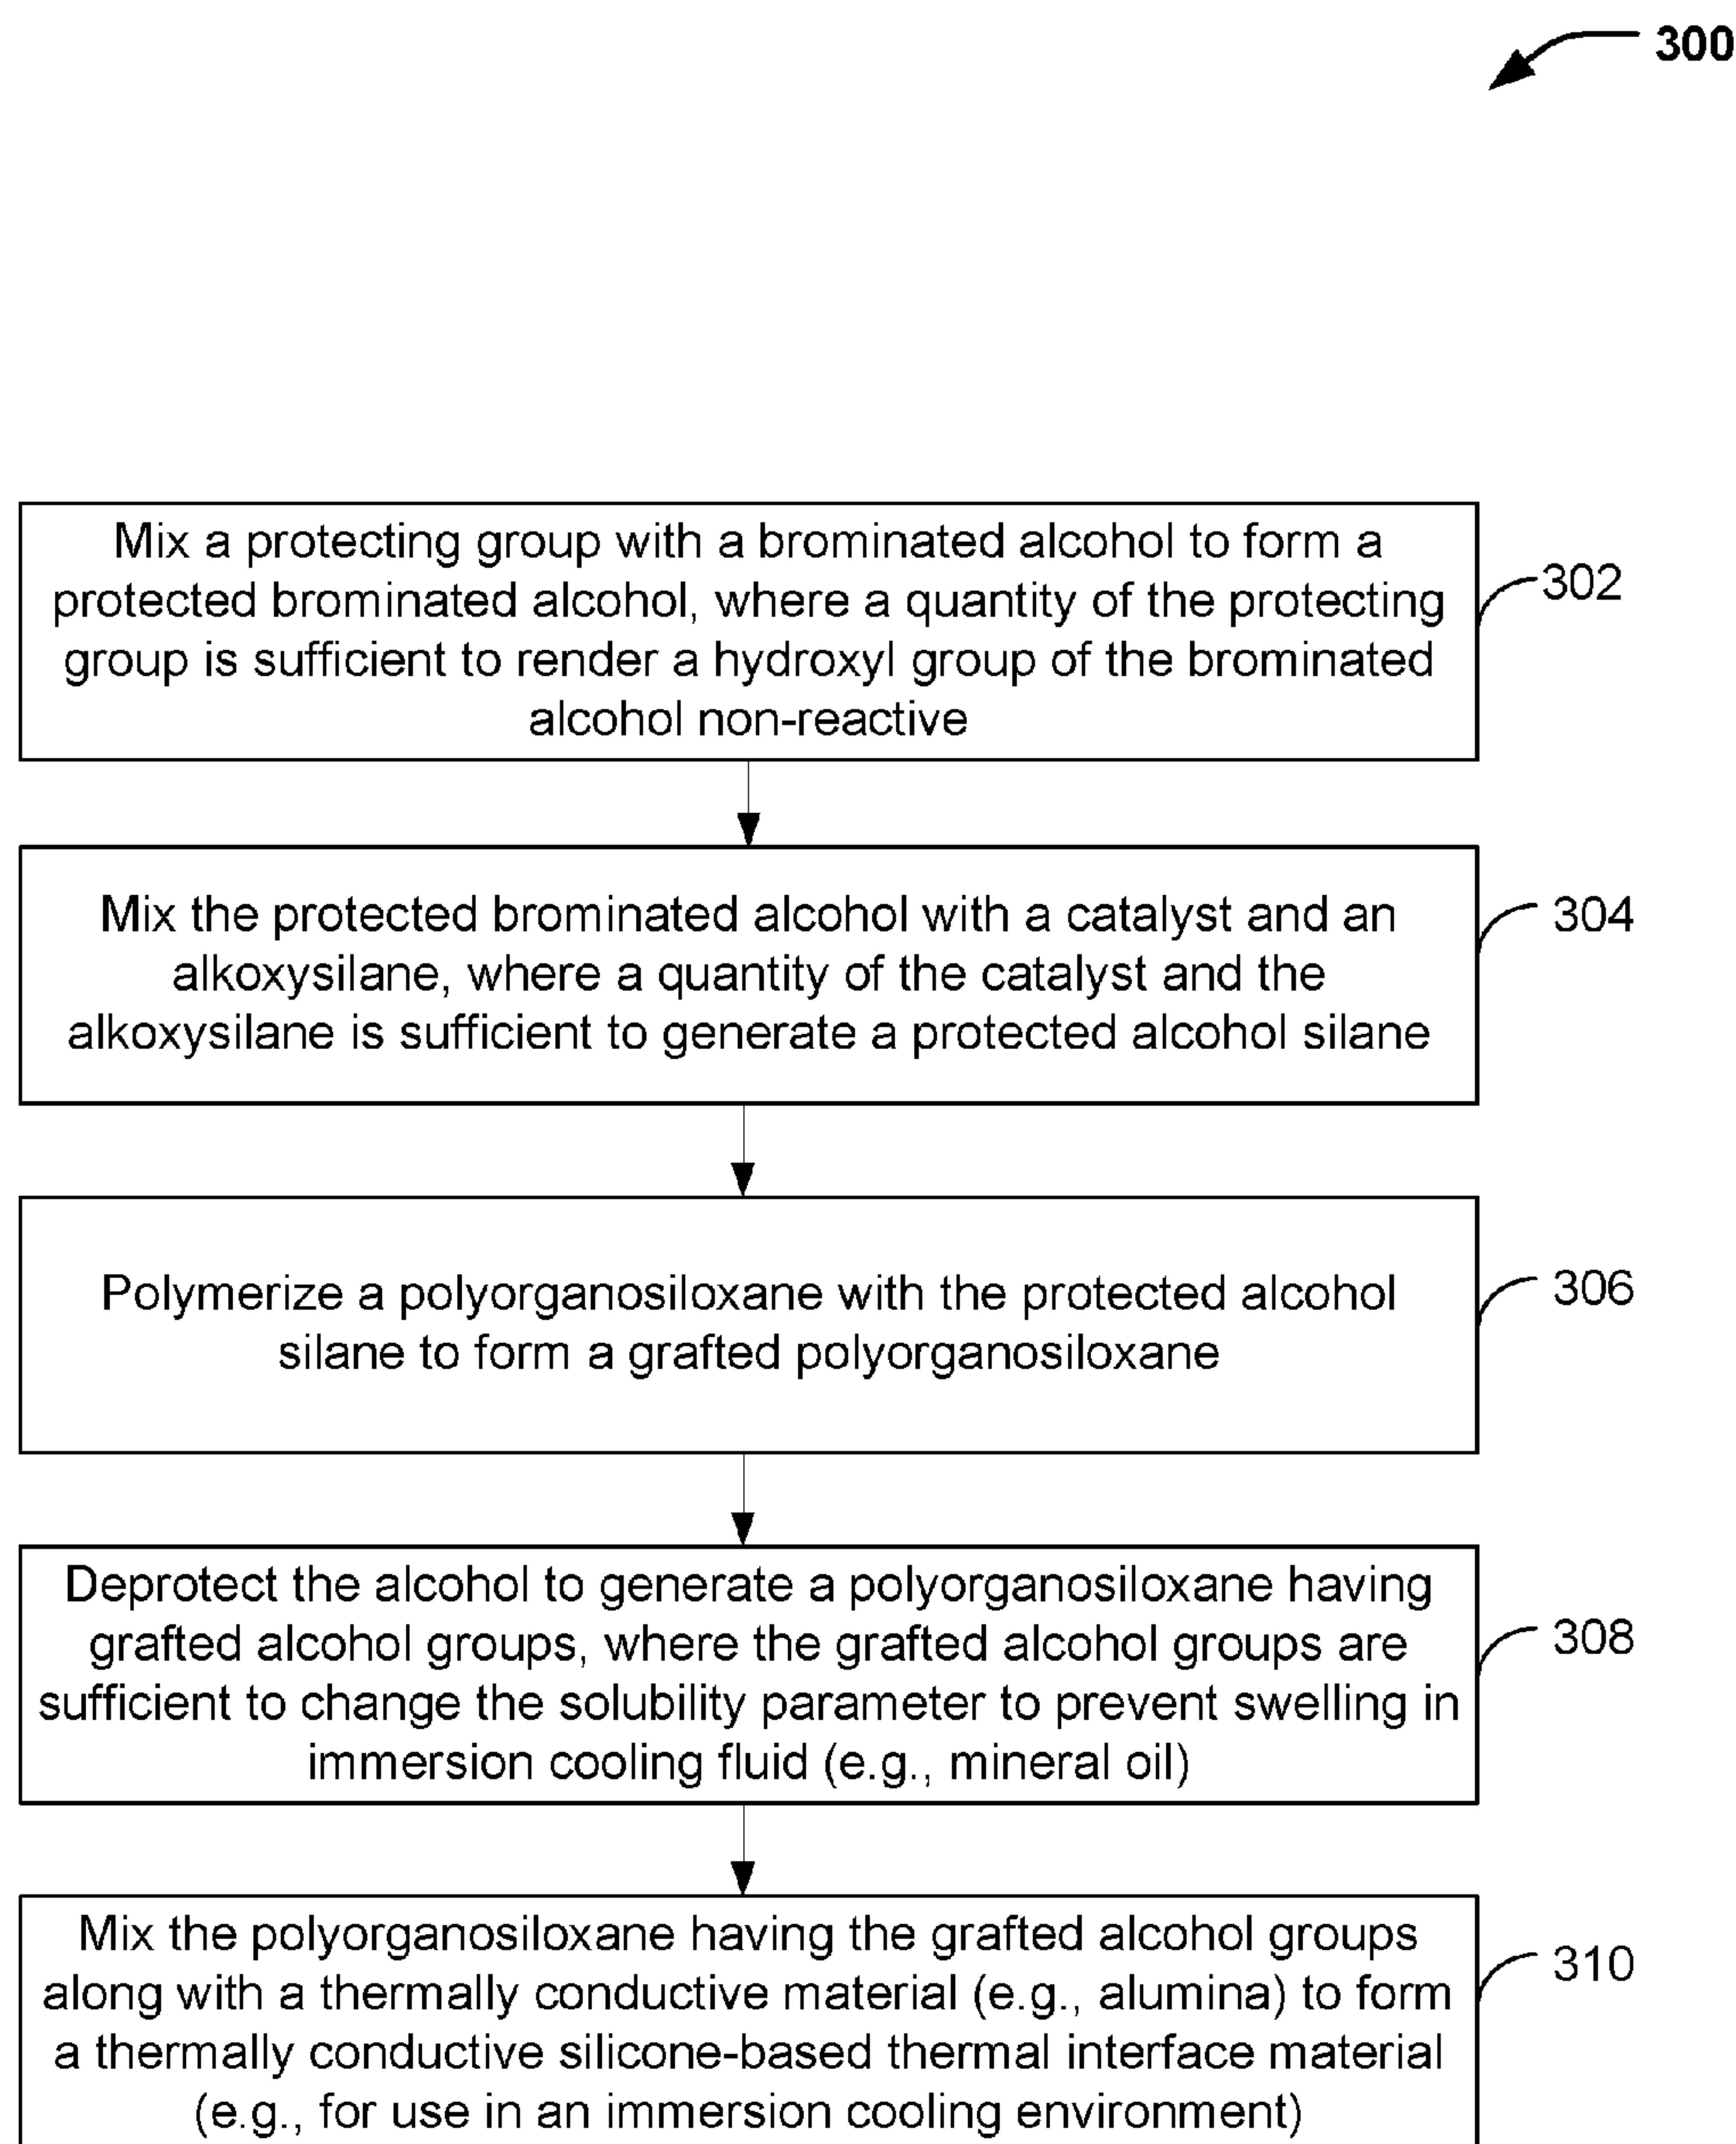 300
Mix a protecting group with a brominated alcohol to form a
protected brominated alcohol, where a quantity of the protecting
group is sufficient to render a hydroxyl group of the brominated
alcohol non-reactive
302
Mix the protected brominated alcohol with a catalyst and an
alkoxysilane, where a quantity of the catalyst and the
alkoxysilane is sufficient to generate a protected alcohol silane
304
Polymerize a polyorganosiloxane with the protected alcohol
silane to form a grafted polyorganosiloxane
306
Deprotect the alcohol to generate a polyorganosiloxane having
grafted alcohol groups, where the grafted alcohol groups are
sufficient to change the solubility parameter to prevent swelling in
immersion cooling fluid (e.g., mineral oil)
308
Mix the polyorganosiloxane having the grafted alcohol groups
along with a thermally conductive material (e.g., alumina) to form
a thermally conductive silicone-based thermal interface material
(e.g., for use in an immersion cooling environment)
310